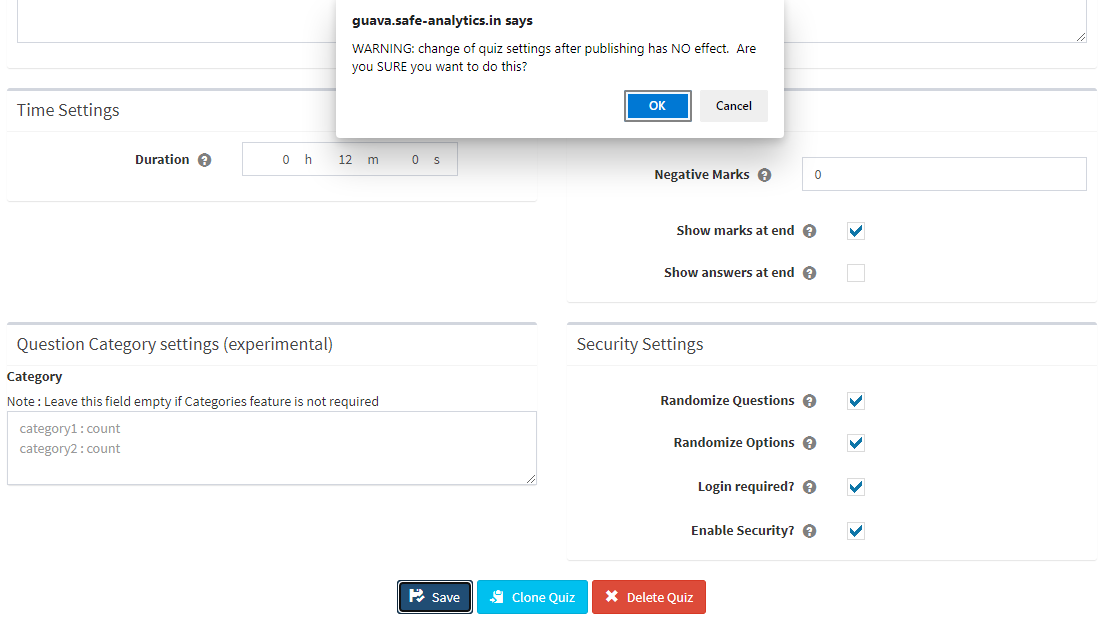 guava.safe-analytics.in says
WARNING: change of quiz settings after publishing has NO effect.  Are
you SURE you want to do this?
OK
Cancel
Time Settings
Duration
0 h 12 m 0 s
Negative Marks
0
Show marks at end
Show answers at end
Question Category settings (experimental)
Category
Note : Leave this field empty if Categories feature is not required
category1 : count
category2 : count
Security Settings
Randomize Questions
Randomize Options
Login required?
Enable Security?
Save
Clone Quiz
Delete Quiz